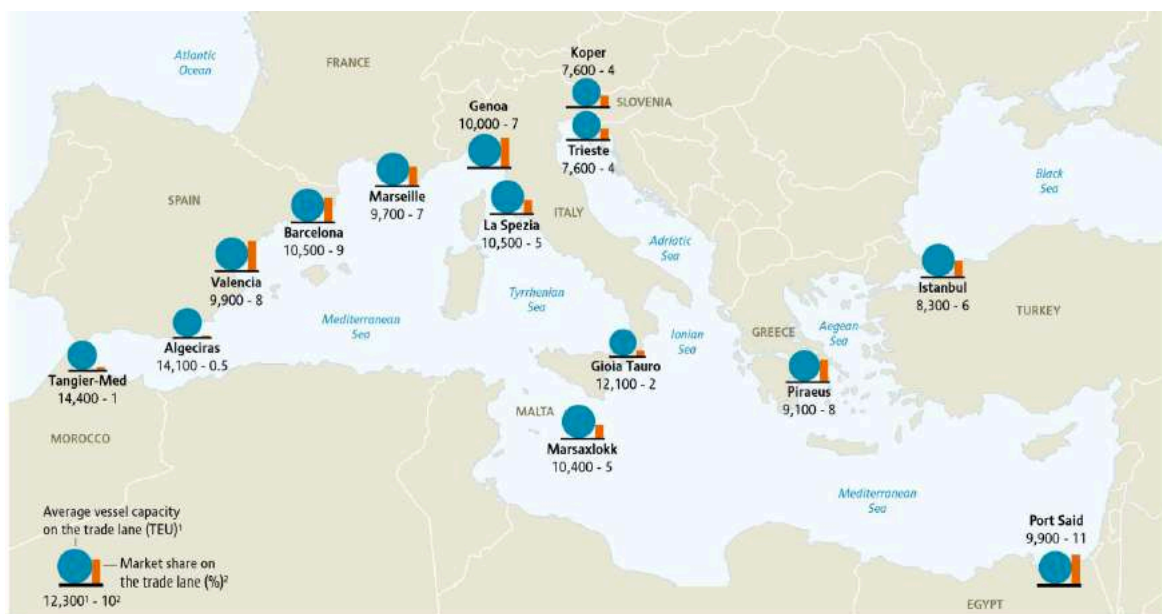 Atlantic
Ocean
FRANCE
Koper
7,600 - 4
SLOVENIA
Genoa
10,000 - 7
Trieste
7,600 - 4
Marseille
9,700 - 7
SPAIN
Barcelona
10,500 - 9
La Spezia
10,500 - 5
ITALY
Black
Sea
Adriatic
Sea
Valencia
9,900 - 8
Istanbul
8,300 - 6
Tyrrhenian
Sea
TURKEY
Mediterranean
Sea
Algeciras
14,100 - 0.5
Ionian
Sea
GREECE
Aegean
Sea
Tangier-Med
14,400 - 1
Gioia Tauro
12,100 - 2
Piraeus
9,100 - 8
MALTA
MOROCCO
Marsaxlokk
10,400 - 5
Mediterranean
Sea
Average vessel capacity
on the trade lane (TEU)¹
Market share on
the trade lane (%)²
12,300¹ - 10²
Port Said
9,900 - 11
EGYPT